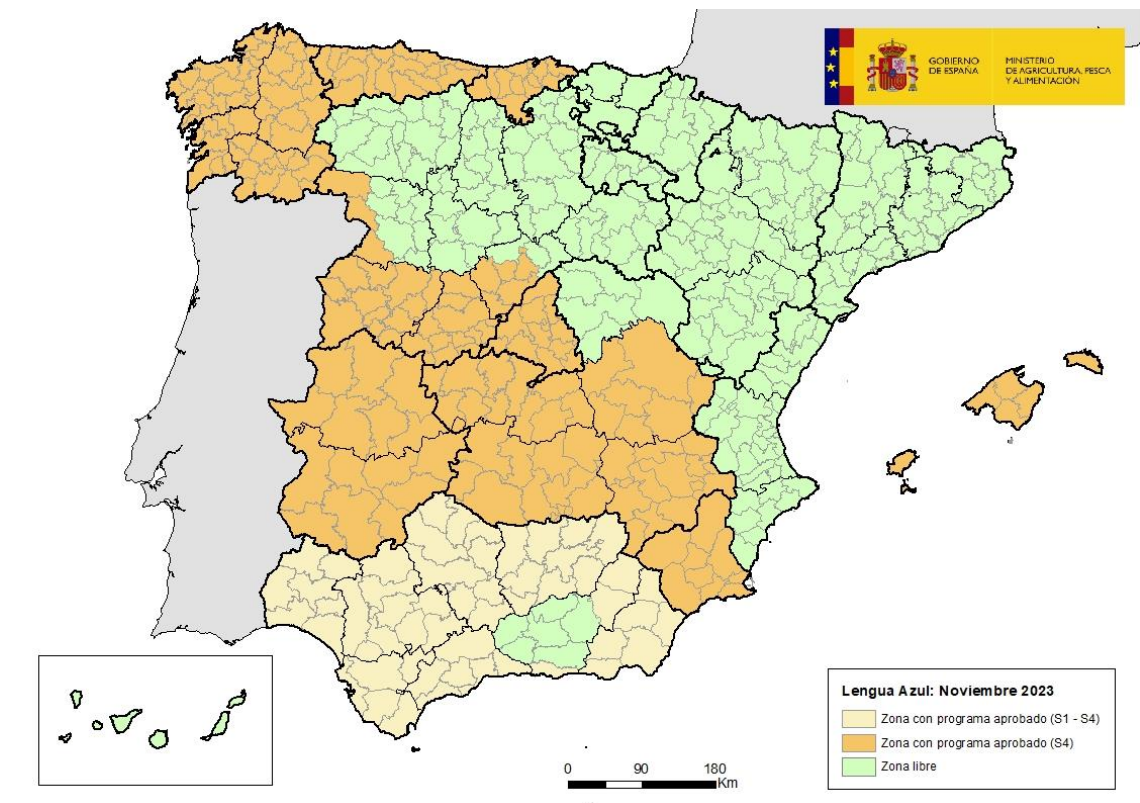 GOBIERNO
DE ESPAÑA
MINISTERIO
DE AGRICULTURA, PESCA
Y ALIMENTACIÓN
Lengua Azul: Noviembre 2023
Zona con programa aprobado (S1 - S4)
Zona con programa aprobado (S4)
Zona libre
0 90 180
Km